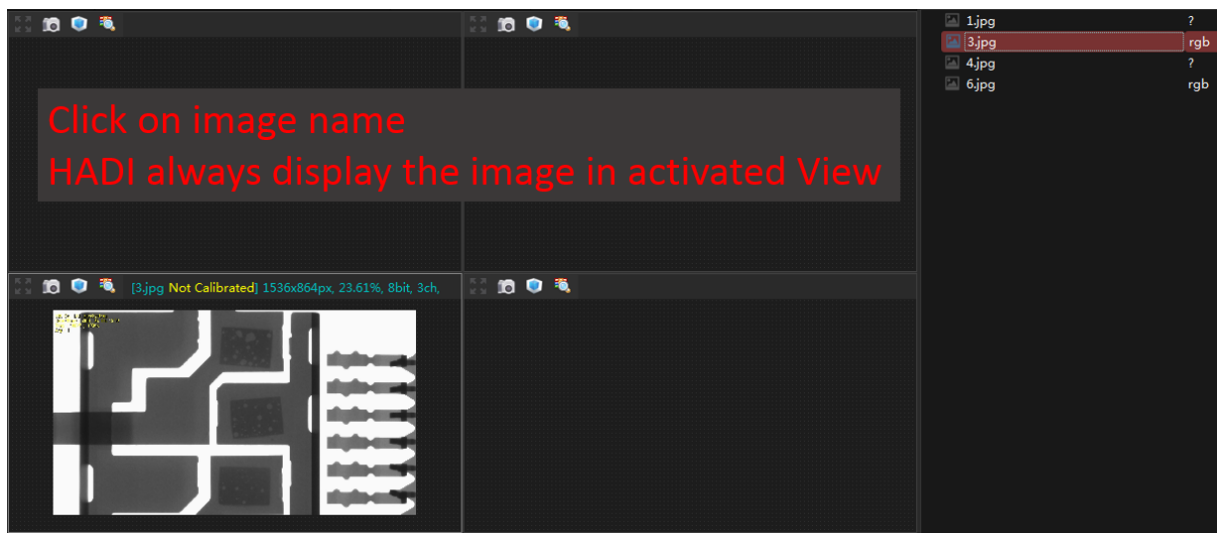 1.jpg ?
3.jpg rgb
4.jpg ?
6.jpg rgb
Click on image name
HADI always display the image in activated View
[3.jpg Not Calibrated] 1536x864px, 23.61%, 8bit, 3ch,